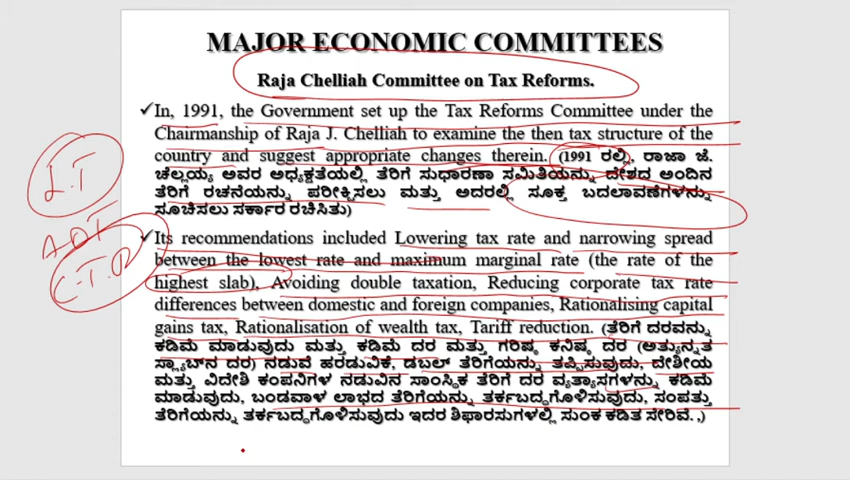 MAJOR ECONOMIC COMMITTEES
Raja Chelliah Committee on Tax Reforms.
✓In, 1991, the Government set up the Tax Reforms Committee under the
Chairmanship of Raja J. Chelliah to examine the then tax structure of the
country and suggest appropriate changes therein. (1991 ರಲ್ಲಿ, ರಾಜಾ ಜೆ.
ಚೆಲ್ಲಯ್ಯ ಅವರ ಅಧ್ಯಕ್ಷತೆಯಲ್ಲಿ ತೆರಿಗೆ ಸುಧಾರಣಾ ಸಮಿತಿಯನ್ನು ದೇಶದ ಅಂದಿನ
ತೆರಿಗೆ ರಚನೆಯನ್ನು ಪರೀಕ್ಷಿಸಲು ಮತ್ತು ಅದರಲ್ಲಿ ಸೂಕ್ತ ಬದಲಾವಣೆಗಳನ್ನು
ಸೂಚಿಸಲು ಸರ್ಕಾರ ರಚಿಸಿತು)
L.T
✓Its recommendations included Lowering tax rate and narrowing spread
between the lowest rate and maximum marginal rate (the rate of the
highest slab), Avoiding double taxation, Reducing corporate tax rate
differences between domestic and foreign companies, Rationalising capital
gains tax, Rationalisation of wealth tax, Tariff reduction. (ತೆರಿಗೆ ದರವನ್ನು
ಕಡಿಮೆ ಮಾಡುವುದು ಮತ್ತು ಕಡಿಮೆ ದರ ಮತ್ತು ಗರಿಷ್ಠ ಕನಿಷ್ಠ ದರ (ಅತ್ಯುನ್ನತ
ಸ್ಲ್ಯಾಬ್‌ನ ದರ) ನಡುವೆ ಹರಡುವಿಕೆ, ಡಬಲ್ ತೆರಿಗೆಯನ್ನು ತಪ್ಪಿಸುವುದು, ದೇಶೀಯ
ಮತ್ತು ವಿದೇಶಿ ಕಂಪನಿಗಳ ನಡುವಿನ ಸಾಂಸ್ಥಿಕ ತೆರಿಗೆ ದರ ವ್ಯತ್ಯಾಸಗಳನ್ನು ಕಡಿಮೆ
ಮಾಡುವುದು, ಬಂಡವಾಳ ಲಾಭದ ತೆರಿಗೆಯನ್ನು ತರ್ಕಬದ್ಧಗೊಳಿಸುವುದು, ಸಂಪತ್ತು
ತೆರಿಗೆಯನ್ನು ತರ್ಕಬದ್ಧಗೊಳಿಸುವುದು ಇದರ ಶಿಫಾರಸುಗಳಲ್ಲಿ ಸುಂಕ ಕಡಿತ ಸೇರಿವೆ. ,)
A.D.T
C.T.R